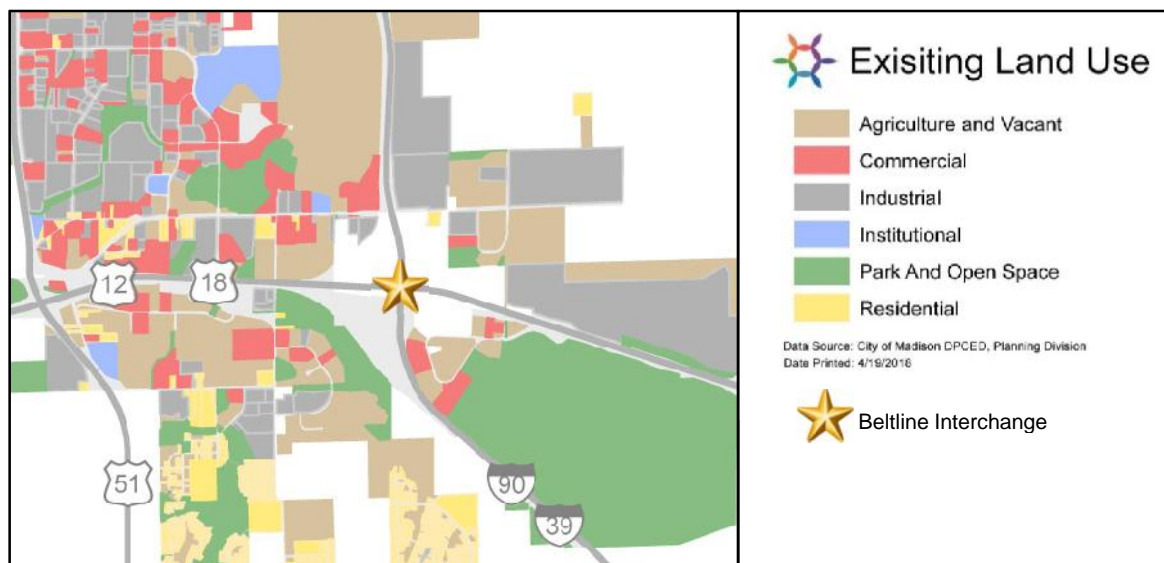 12
18
51
90
39
Exisiting Land Use
Agriculture and Vacant
Commercial
Industrial
Institutional
Park And Open Space
Residential
Data Source: City of Madison DPCED, Planning Division
Date Printed: 4/19/2016
Beltline Interchange